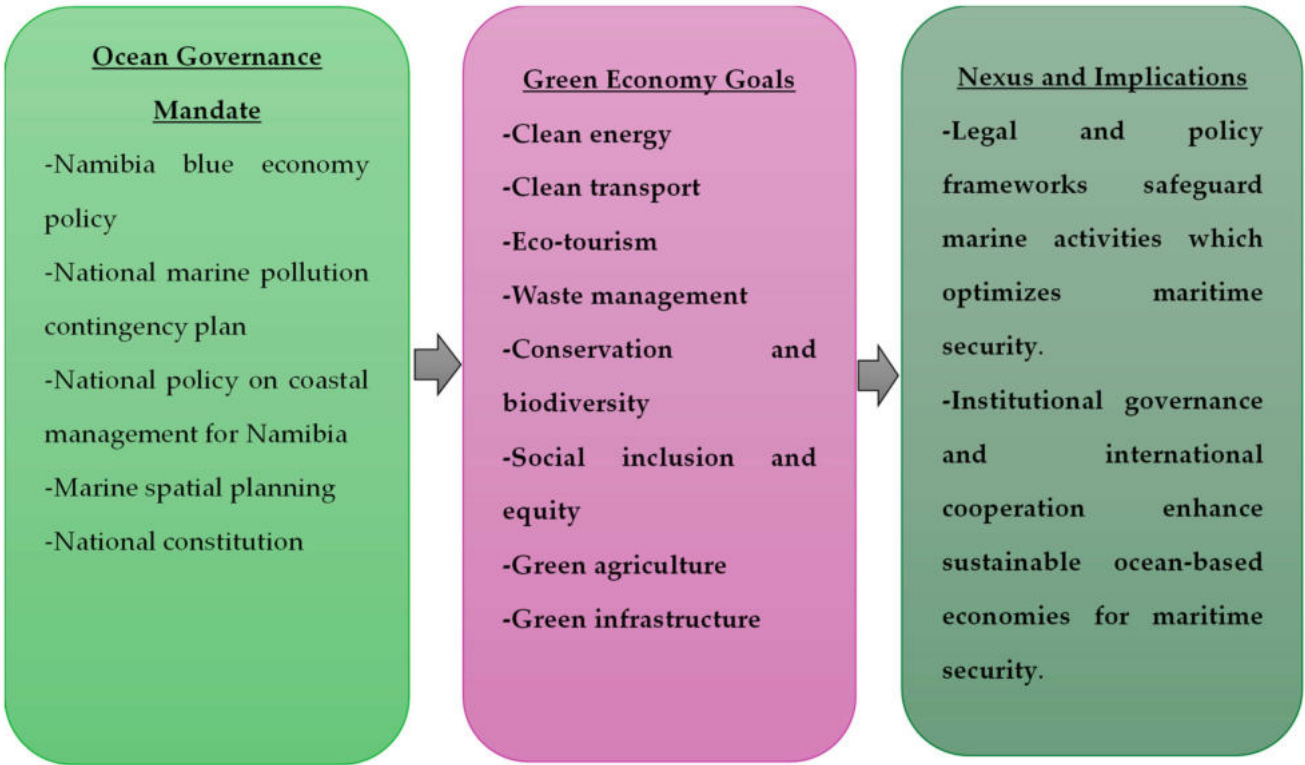 Ocean Governance
Mandate
-Namibia blue economy
policy
-National marine pollution
contingency plan
-National policy on coastal
management for Namibia
-Marine spatial planning
-National constitution
Green Economy Goals
-Clean energy
-Clean transport
-Eco-tourism
-Waste management
-Conservation and
biodiversity
-Social inclusion and
equity
-Green agriculture
-Green infrastructure
Nexus and Implications
-Legal and policy
frameworks safeguard
marine activities which
optimizes maritime
security.
-Institutional governance
and international
cooperation enhance
sustainable ocean-based
economies for maritime
security.